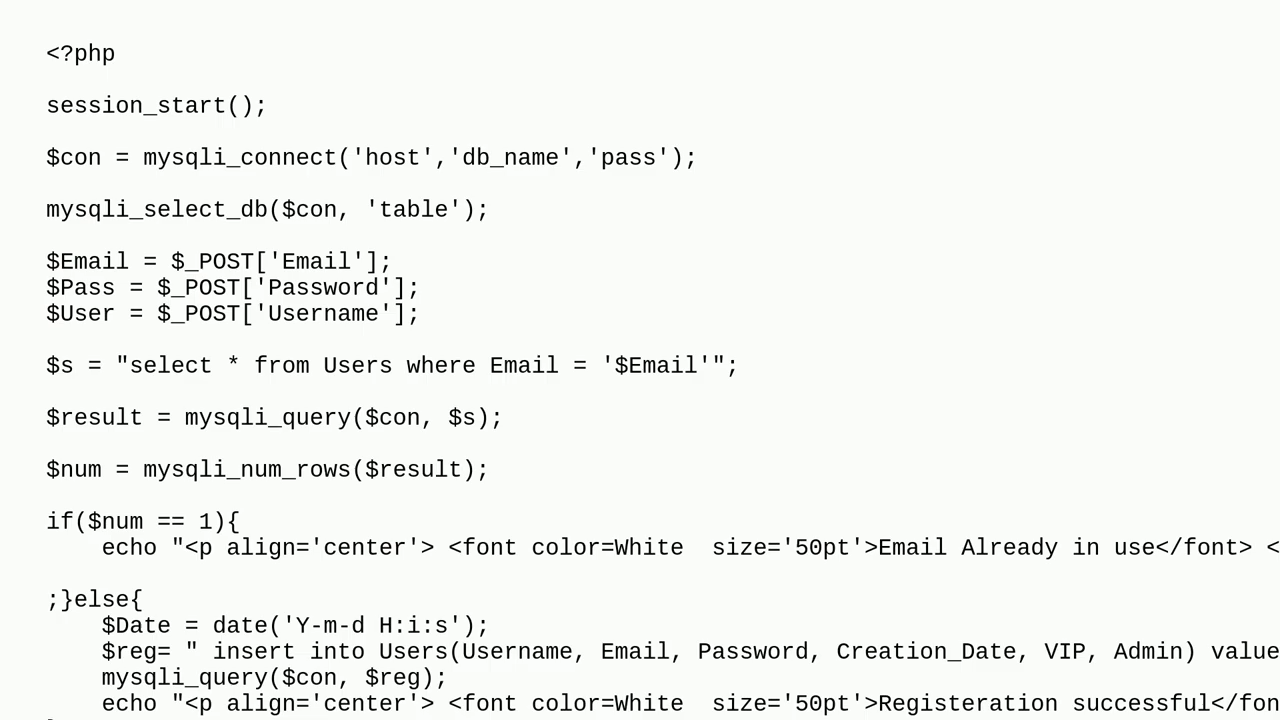 <?php
session_start();
$con = mysqli_connect('host','db_name','pass');
mysqli_select_db($con, 'table');
$Email = $_POST['Email'];
$Pass = $_POST['Password'];
$User = $_POST['Username'];
$s = "select * from Users where Email = '$Email'";
$result = mysqli_query($con, $s);
$num = mysqli_num_rows($result);
if($num == 1){
    echo "<p align='center'> <font color=White  size='50pt'>Email Already in use</font> <
;}else{
    $Date = date('Y-m-d H:i:s');
    $reg= " insert into Users(Username, Email, Password, Creation_Date, VIP, Admin) value
    mysqli_query($con, $reg);
    echo "<p align='center'> <font color=White  size='50pt'>Registeration successful</fon